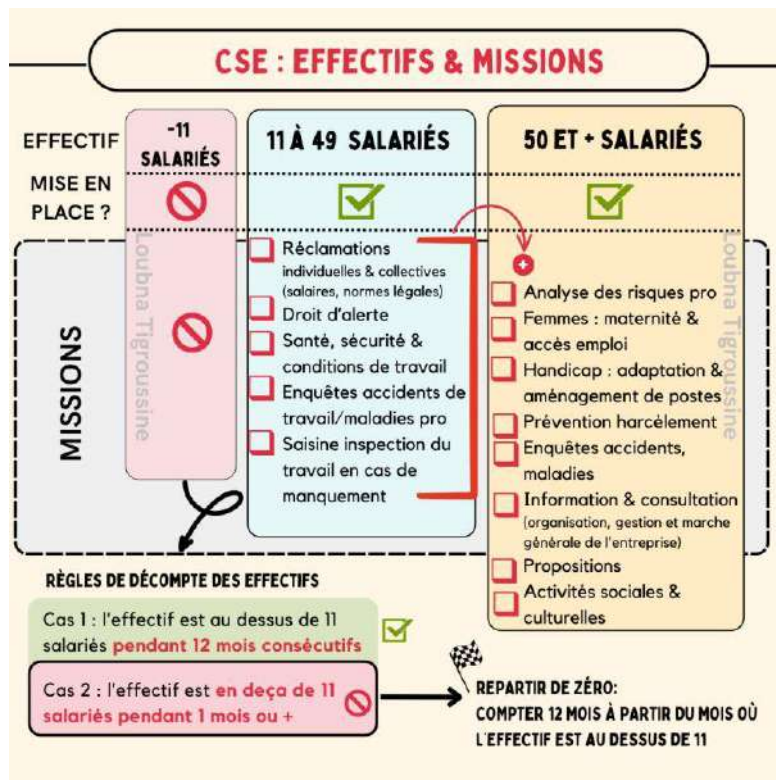 CSE : EFFECTIFS & MISSIONS
EFFECTIF
-11
SALARIÉS
11 À 49 SALARIÉS
50 ET + SALARIÉS
MISE EN
PLACE ?
MISSIONS
Loubna Tigroussine
Réclamations
individuelles & collectives
(salaires, normes légales)
Droit d'alerte
Santé, sécurité &
conditions de travail
Enquêtes accidents de
travail/maladies pro
Saisine inspection du
travail en cas de
manquement
Analyse des risques pro
Femmes : maternité &
accès emploi
Handicap : adaptation &
aménagement de postes
Prévention harcèlement
Enquêtes accidents,
maladies
Information & consultation
(organisation, gestion et marche
générale de l'entreprise)
Propositions
Activités sociales &
culturelles
Loubna Tigroussine
RÈGLES DE DÉCOMPTE DES EFFECTIFS
Cas 1 : l'effectif est au dessus de 11
salariés pendant 12 mois consécutifs
Cas 2 : l'effectif est en deça de 11
salariés pendant 1 mois ou +
REPARTIR DE ZÉRO:
COMPTER 12 MOIS À PARTIR DU MOIS OÙ
L'EFFECTIF EST AU DESSUS DE 11